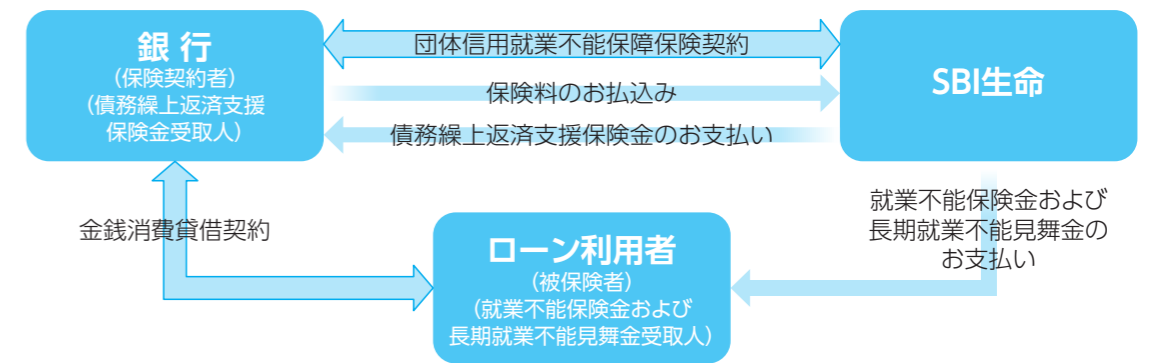 銀 行
(保険契約者)
(債務繰上返済支援
保険金受取人)
団体信用就業不能保障保険契約
保険料のお払込み
債務繰上返済支援保険金のお支払い
SBI生命
金銭消費貸借契約
就業不能保険金および
長期就業不能見舞金の
お支払い
ローン利用者
(被保険者)
(就業不能保険金および
長期就業不能見舞金受取人)